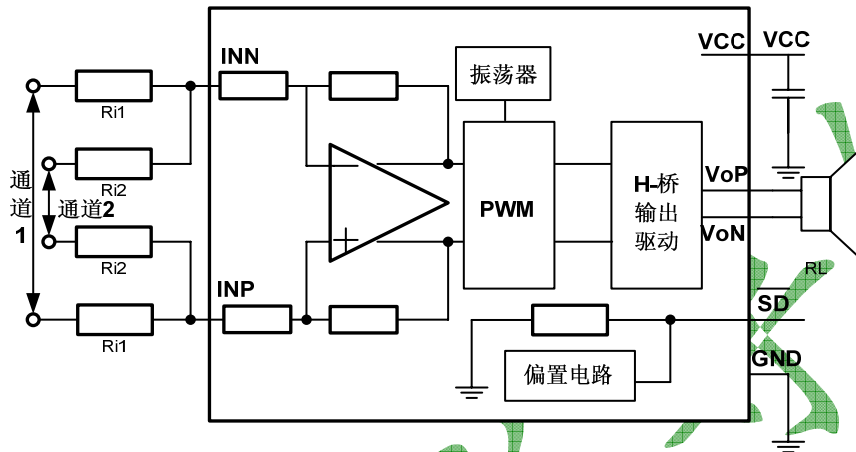 VCC
VCC
INN
振荡器
Ri1
通道1
Ri2
通道2
Ri2
Ri1
INP
PWM
H-桥输出驱动
VoP
VoN
RL
SD
GND
偏置电路